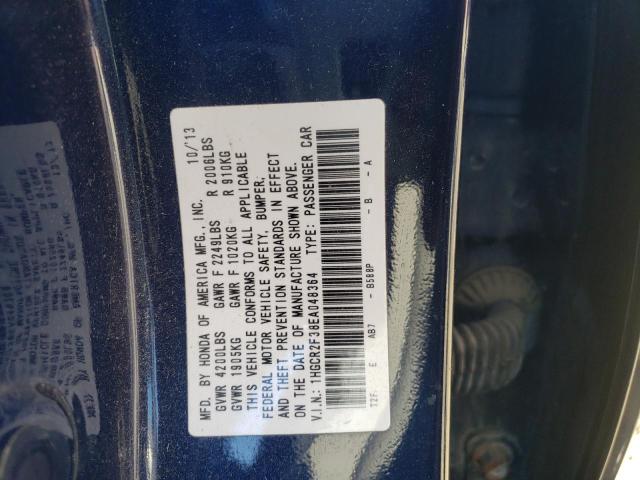 MFD. BY HONDA OF AMERICA MFG., INC. 10/13
GVWR 4200LBS GAWR F 2249LBS R 2006LBS
GVWR 1905KG GAWR F 1020KG R 910KG
THIS VEHICLE CONFORMS TO ALL APPLICABLE
FEDERAL MOTOR VEHICLE SAFETY, BUMPER,
AND THEFT PREVENTION STANDARDS IN EFFECT
ON THE DATE OF MANUFACTURE SHOWN ABOVE.
V.I.N.: 1HGCR2F38EA048364 TYPE: PASSENGER CAR
T2F- E AB7 - B588P - B - A